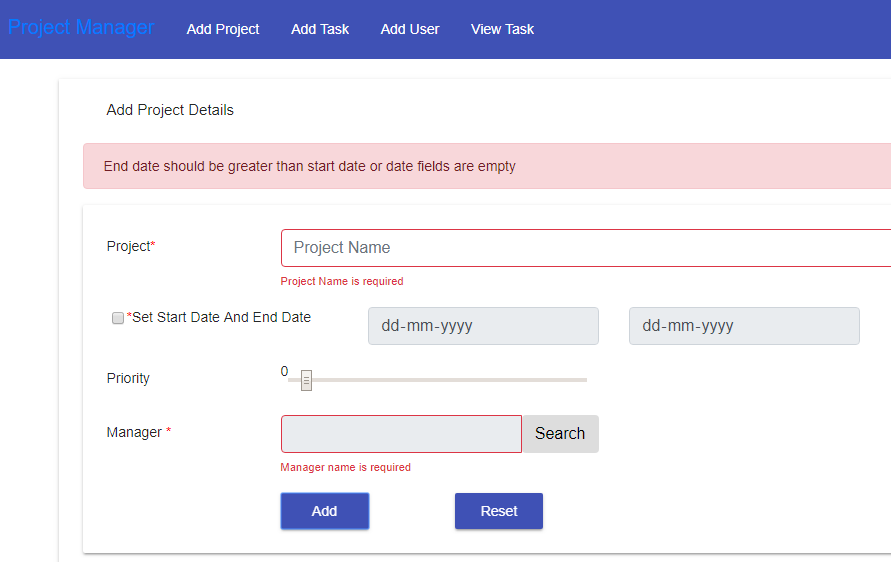 Project Manager Add Project Add Task Add User View Task
Add Project Details
End date should be greater than start date or date fields are empty
Project* Project Name
Project Name is required
*Set Start Date And End Date dd-mm-yyyy dd-mm-yyyy
0
Priority
Manager * Search
Manager name is required
Add Reset